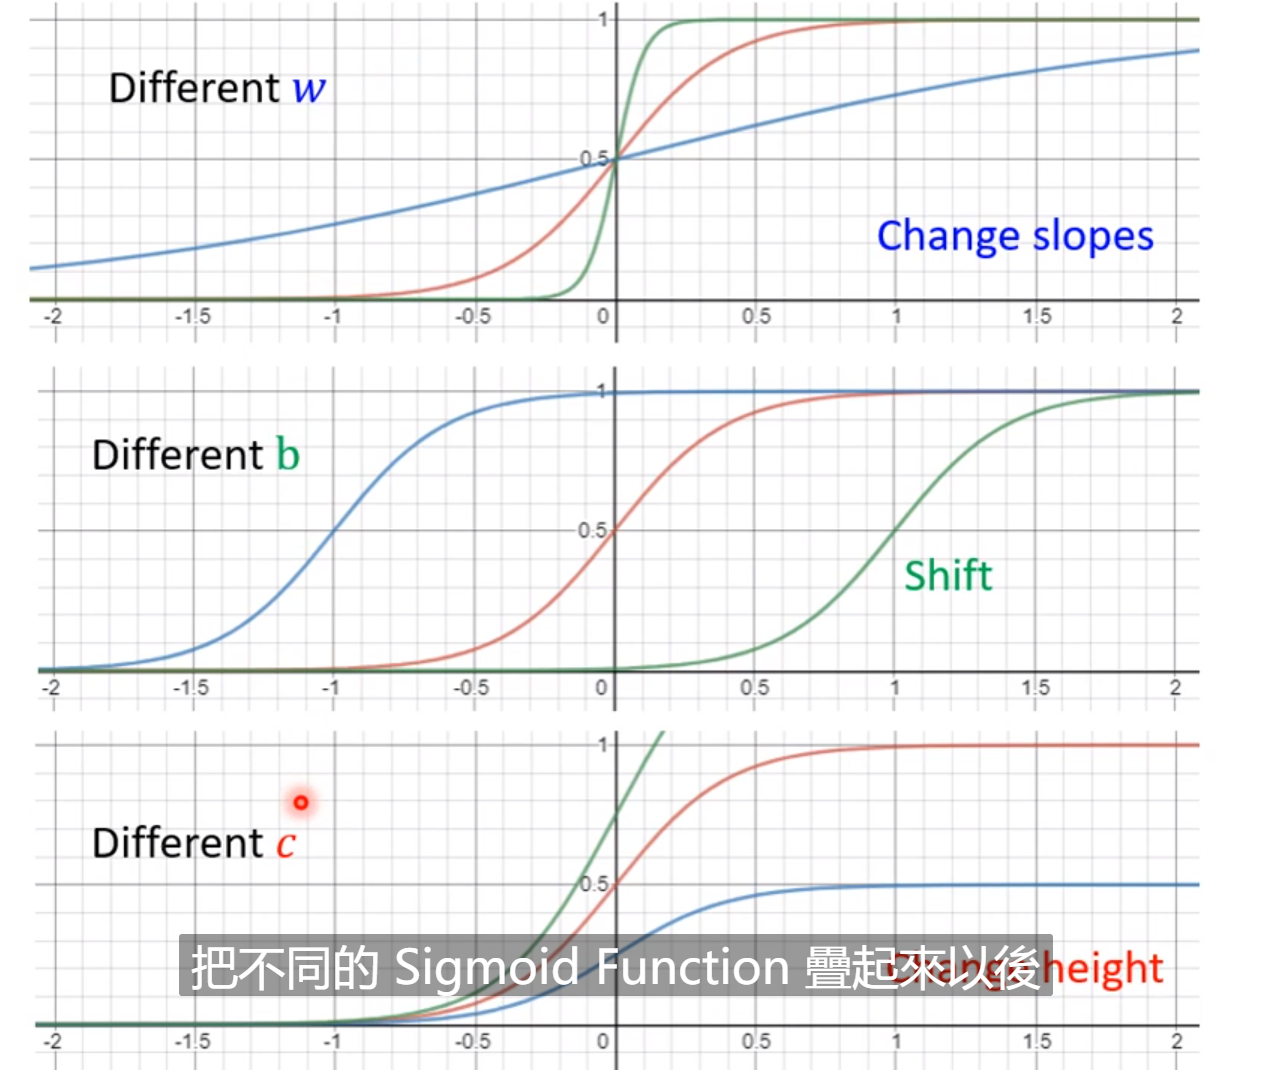 1
Different w
0.5
Change slopes
-2 -1.5 -1 -0.5 0 0.5 1 1.5 2
1
Different b
0.5
Shift
-2 -1.5 -1 -0.5 0 0.5 1 1.5 2
1
Different c
0.5
把不同的 Sigmoid Function 疊起來以後
Change height
-2 -1.5 -1 -0.5 0 0.5 1 1.5 2